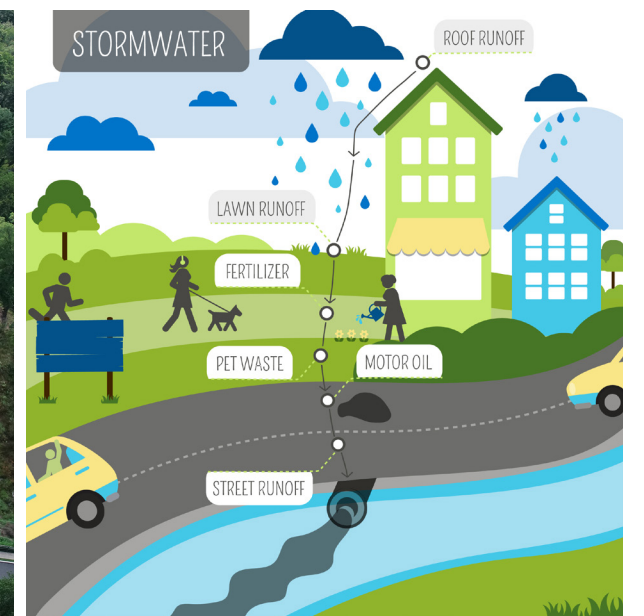 STORMWATER
ROOF RUNOFF
LAWN RUNOFF
FERTILIZER
PET WASTE
MOTOR OIL
STREET RUNOFF